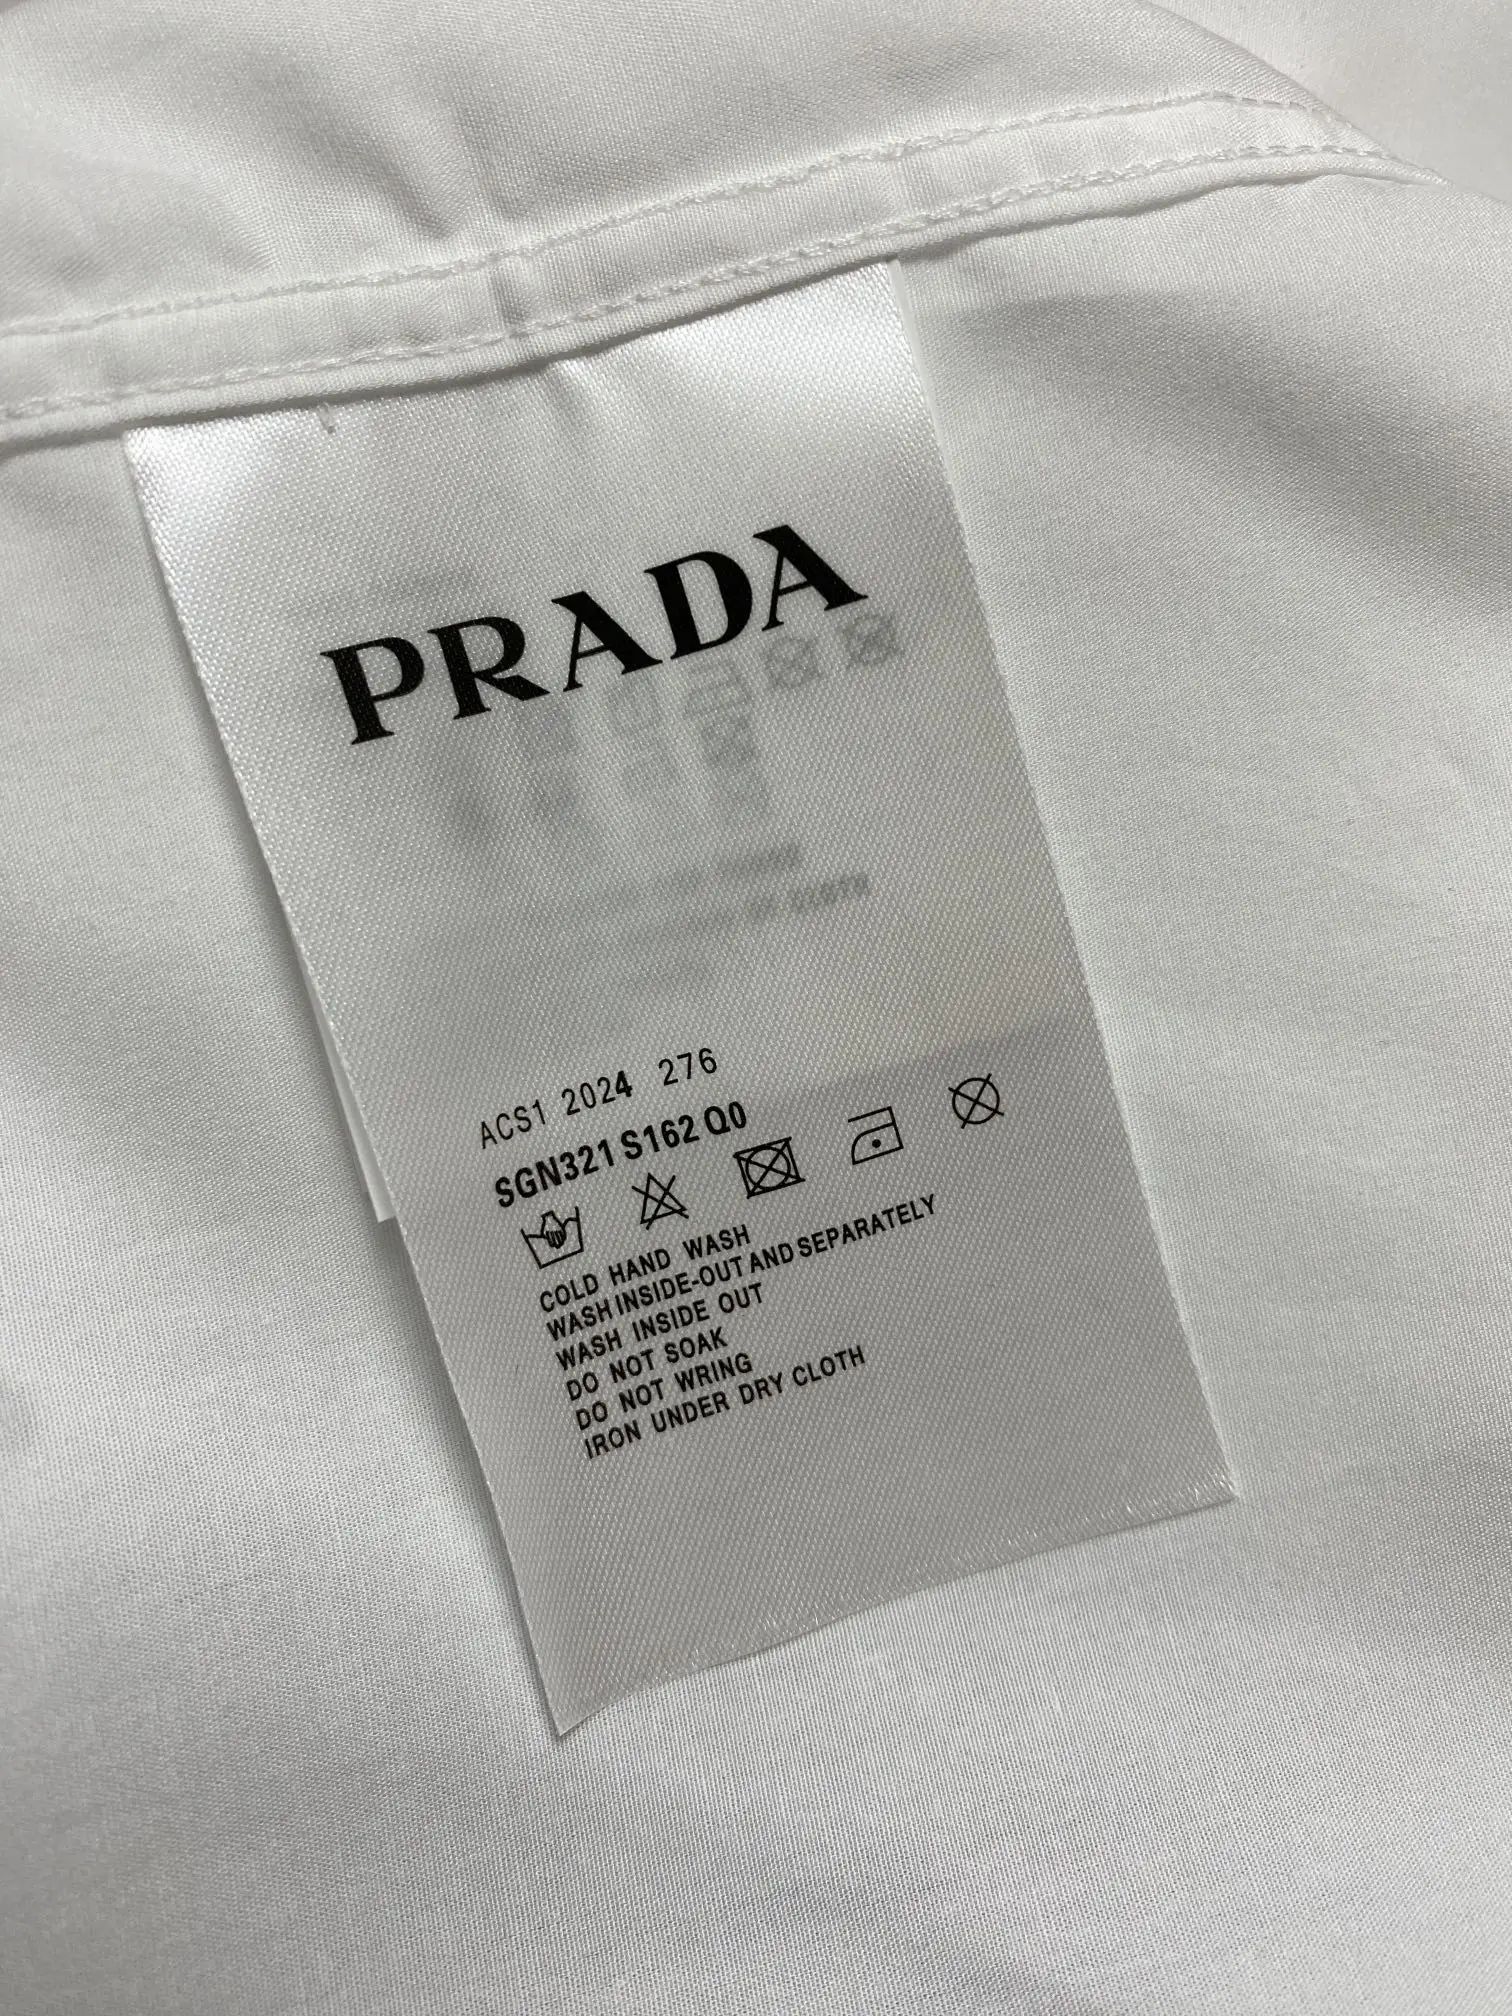 PRADA
ACS1 2024 276
SGN321 S162 Q0
COLD HAND WASH
WASH INSIDE-OUT AND SEPARATELY
WASH INSIDE OUT
DO NOT SOAK
DO NOT WRING
IRON UNDER DRY CLOTH